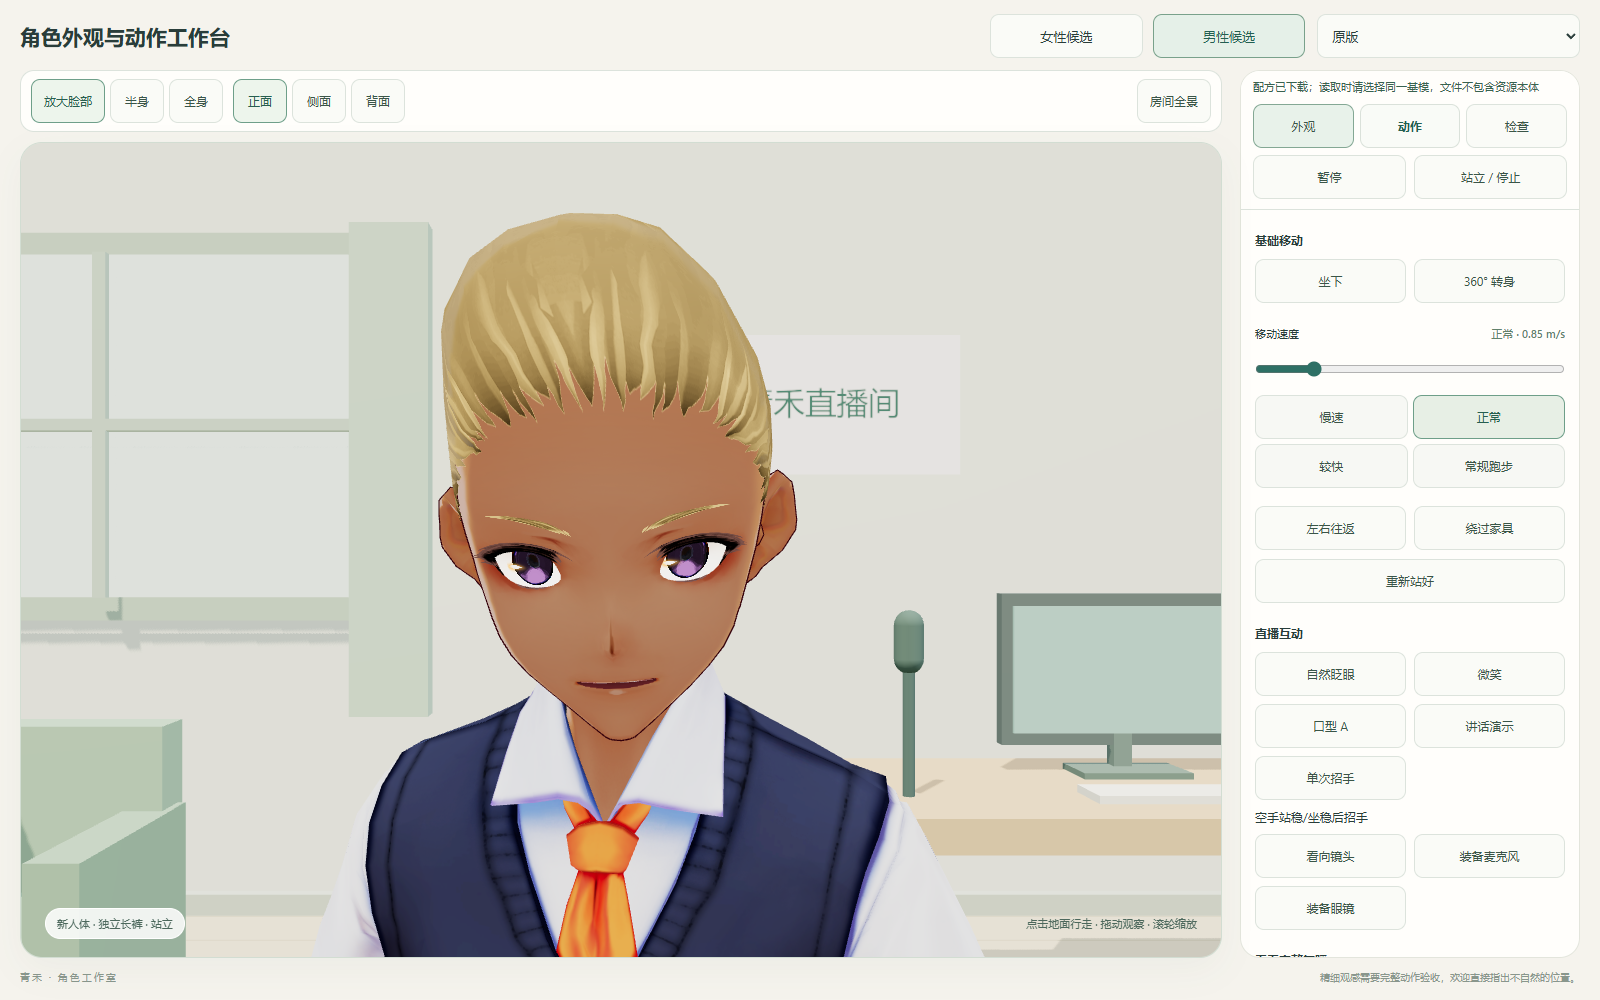 角色外观与动作工作台
女性候选
男性候选
原版
放大脸部
半身
全身
正面
侧面
背面
房间全景
配方已下载；读取时请选择同一基模，文件不包含资源本体
外观
动作
检查
暂停
站立 / 停止
基础移动
坐下
360° 转身
移动速度
正常 · 0.85 m/s
慢速
正常
较快
常规跑步
左右往返
绕过家具
重新站好
直播互动
自然眨眼
微笑
口型 A
讲话演示
单次招手
空手站稳/坐稳后招手
看向镜头
装备麦克风
装备眼镜
禾直播间
新人体 · 独立长裤 · 站立
点击地面行走 · 拖动观察 · 滚轮缩放
青禾 · 角色工作室
精细观感需要完整动作验收，欢迎直接指出不自然的位置。